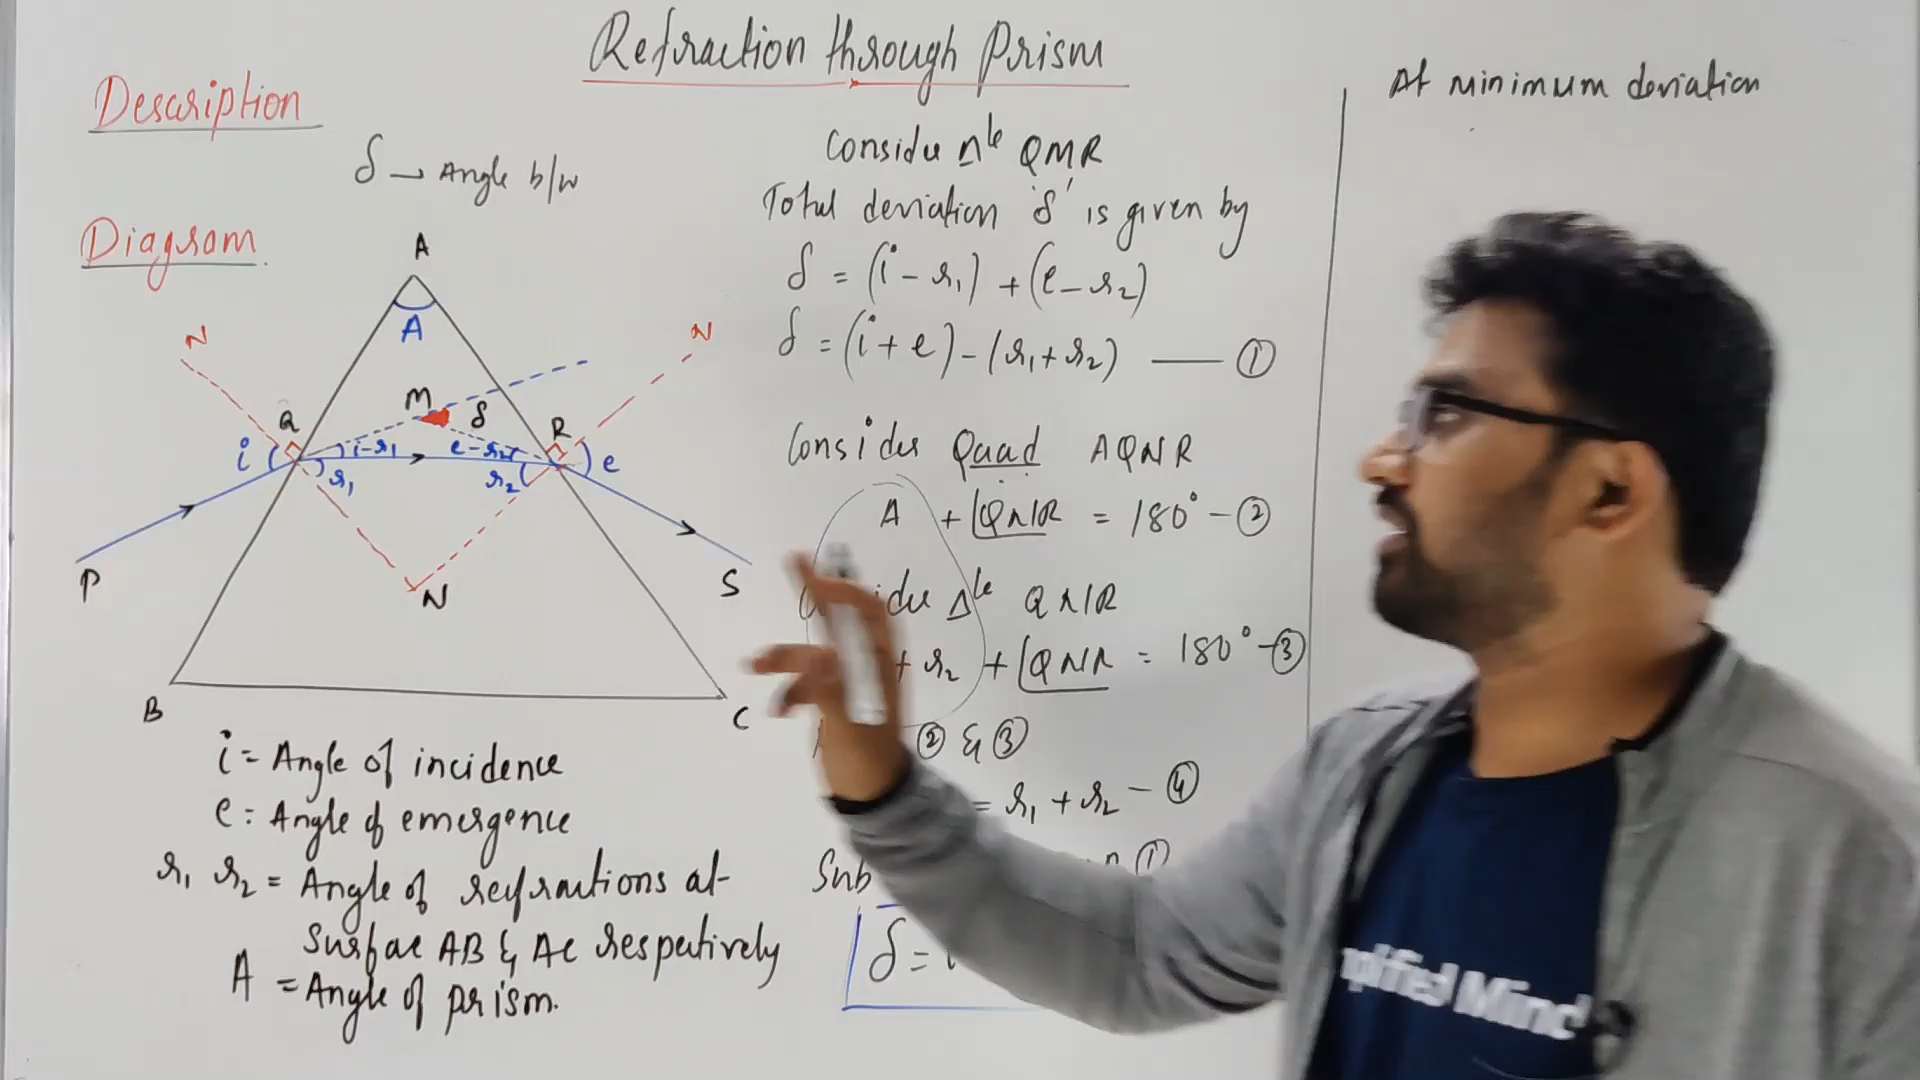 Refraction through Prism
Description
δ → Angle b/w
Diagram
A
A
N
N
M
δ
Q
R
i
i-r₁
e-r₂
e
r₁
r₂
P
N
S
B
C
i = Angle of incidence
e = Angle of emergence
r₁ r₂ = Angle of refractions at
Surface AB & AC respectively
A = Angle of prism.
Consider Δle QMR
Total deviation 'δ' is given by
δ = (i - r₁) + (e - r₂)
δ = (i + e) - (r₁ + r₂) — ①
Consider Quad AQNR
A + ∠QNR = 180° - ②
Δle QNR
+ r₂ + ∠QNR = 180° - ③
② & ③
= r₁ + r₂ - ④
Sub ①
δ =
At minimum deviation
plified Mind